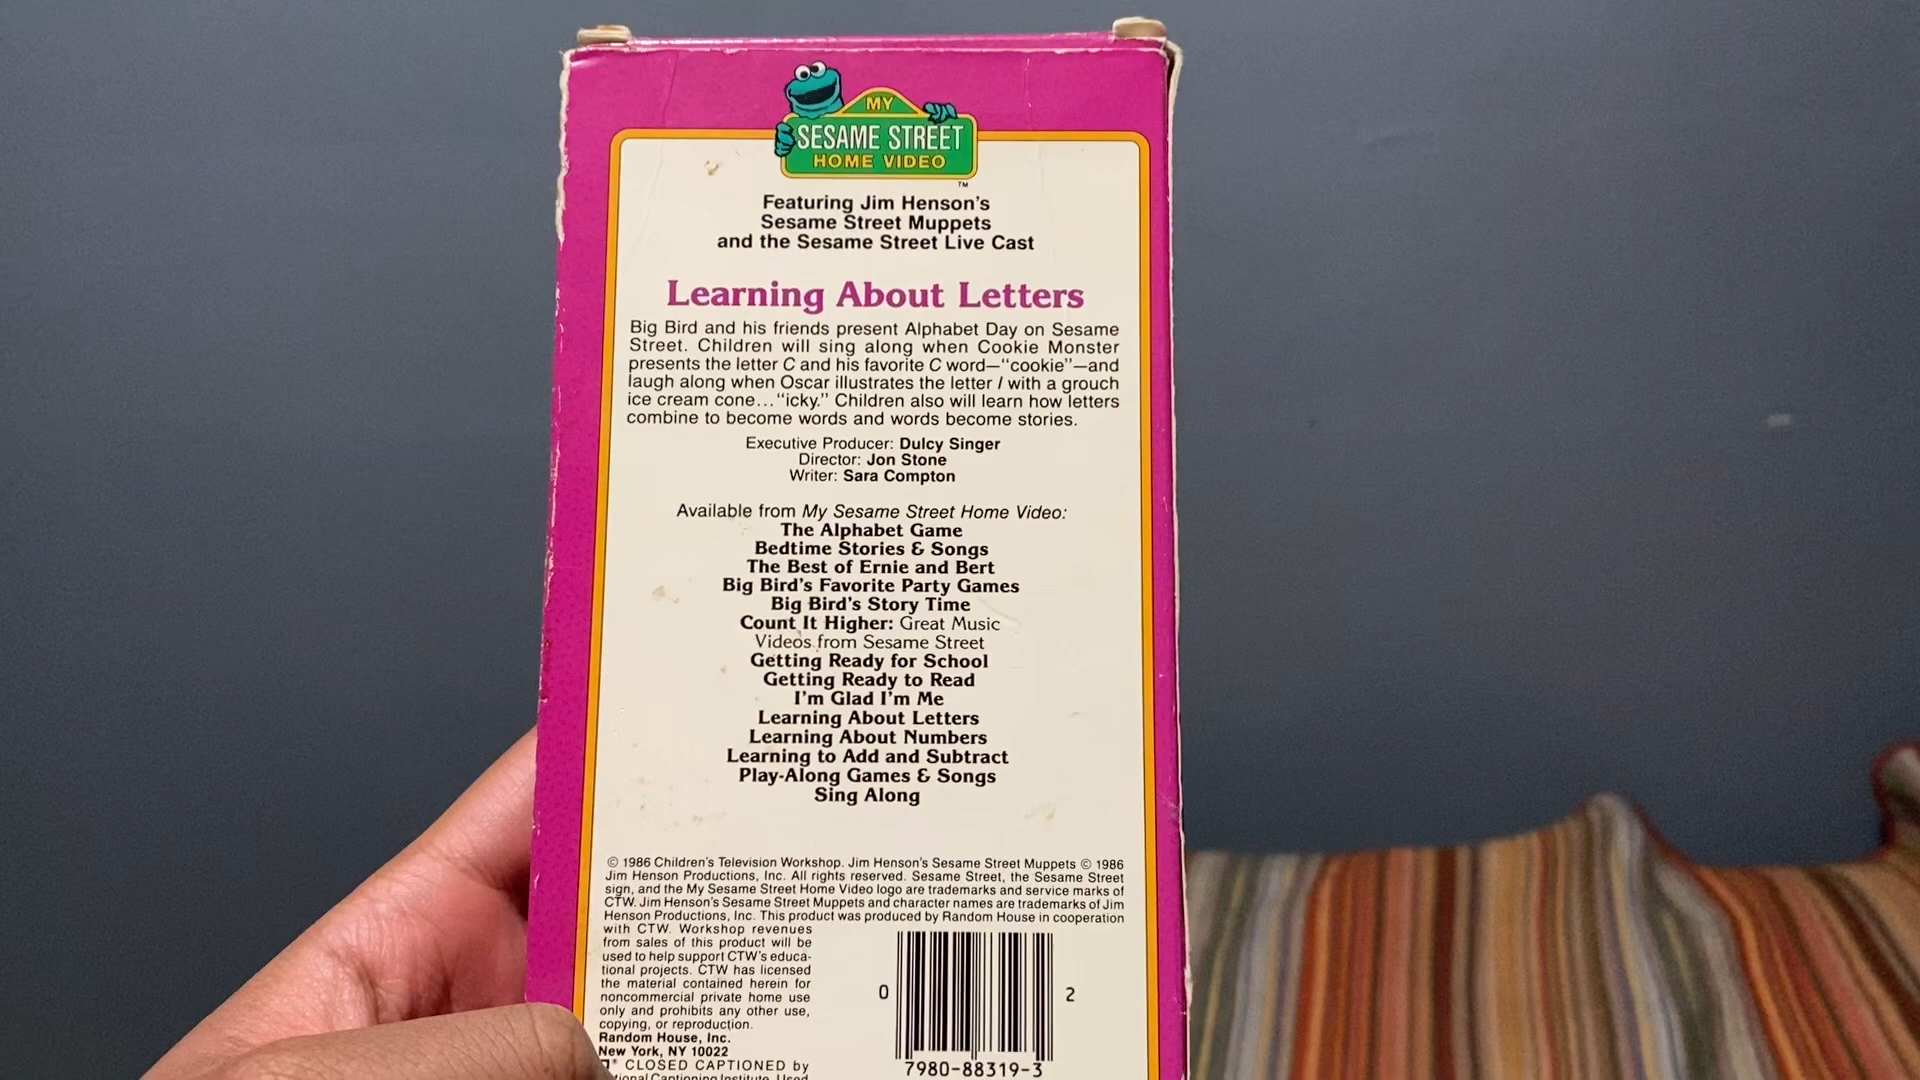 MY
SESAME STREET
HOME VIDEO
™
Featuring Jim Henson's
Sesame Street Muppets
and the Sesame Street Live Cast
Learning About Letters
Big Bird and his friends present Alphabet Day on Sesame
Street. Children will sing along when Cookie Monster
presents the letter C and his favorite C word—“cookie”—and
laugh along when Oscar illustrates the letter I with a grouch
ice cream cone...“icky.” Children also will learn how letters
combine to become words and words become stories.
Executive Producer: Dulcy Singer
Director: Jon Stone
Writer: Sara Compton
Available from My Sesame Street Home Video:
The Alphabet Game
Bedtime Stories & Songs
The Best of Ernie and Bert
Big Bird's Favorite Party Games
Big Bird's Story Time
Count It Higher: Great Music
Videos from Sesame Street
Getting Ready for School
Getting Ready to Read
I'm Glad I'm Me
Learning About Letters
Learning About Numbers
Learning to Add and Subtract
Play-Along Games & Songs
Sing Along
© 1986 Children's Television Workshop. Jim Henson's Sesame Street Muppets © 1986
Jim Henson Productions, Inc. All rights reserved. Sesame Street, the Sesame Street
sign, and the My Sesame Street Home Video logo are trademarks and service marks of
CTW. Jim Henson's Sesame Street Muppets and character names are trademarks of Jim
Henson Productions, Inc. This product was produced by Random House in cooperation
with CTW. Workshop revenues
from sales of this product will be
used to help support CTW's educa-
tional projects. CTW has licensed
the material contained herein for
noncommercial private home use
only and prohibits any other use,
copying, or reproduction.
Random House, Inc.
New York, NY 10022
® CLOSED CAPTIONED by
tional Captioning Institute. Used
0 2
7980-88319-3